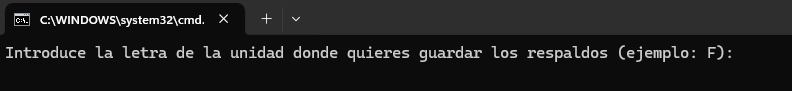 C:\WINDOWS\system32\cmd.
Introduce la letra de la unidad donde quieres guardar los respaldos (ejemplo: F):